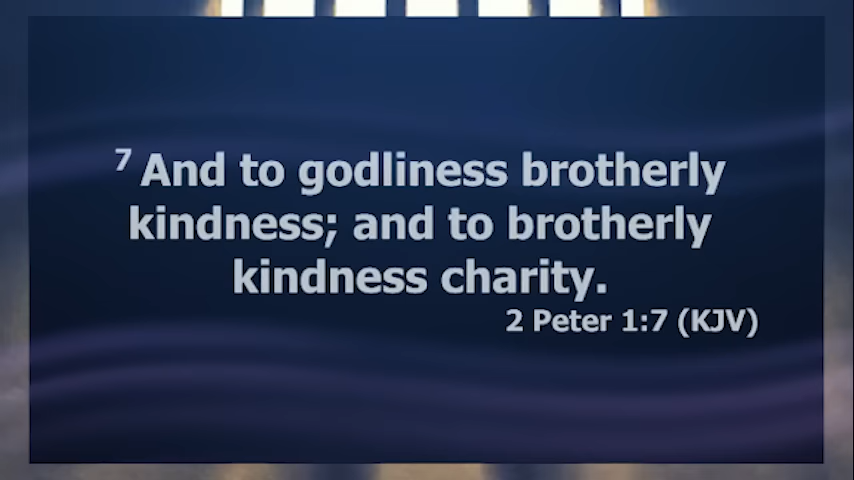 7 And to godliness brotherly
kindness; and to brotherly
kindness charity.
2 Peter 1:7 (KJV)